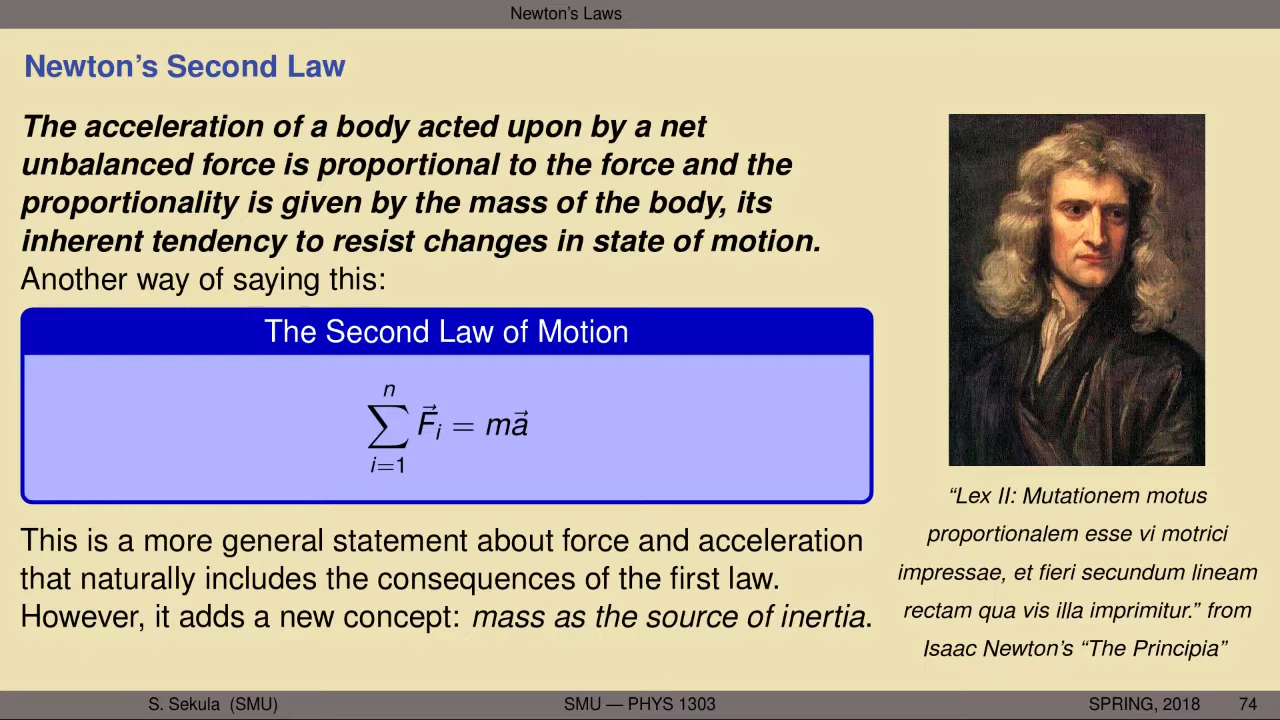 Newton's Laws
Newton's Second Law
The acceleration of a body acted upon by a net
unbalanced force is proportional to the force and the
proportionality is given by the mass of the body, its
inherent tendency to resist changes in state of motion.
Another way of saying this:
The Second Law of Motion
n
∑ F⃗i = ma⃗
i=1
This is a more general statement about force and acceleration
that naturally includes the consequences of the first law.
However, it adds a new concept: mass as the source of inertia.
“Lex II: Mutationem motus
proportionalem esse vi motrici
impressae, et fieri secundum lineam
rectam qua vis illa imprimitur.” from
Isaac Newton’s “The Principia”
S. Sekula (SMU)
SMU — PHYS 1303
SPRING, 2018
74